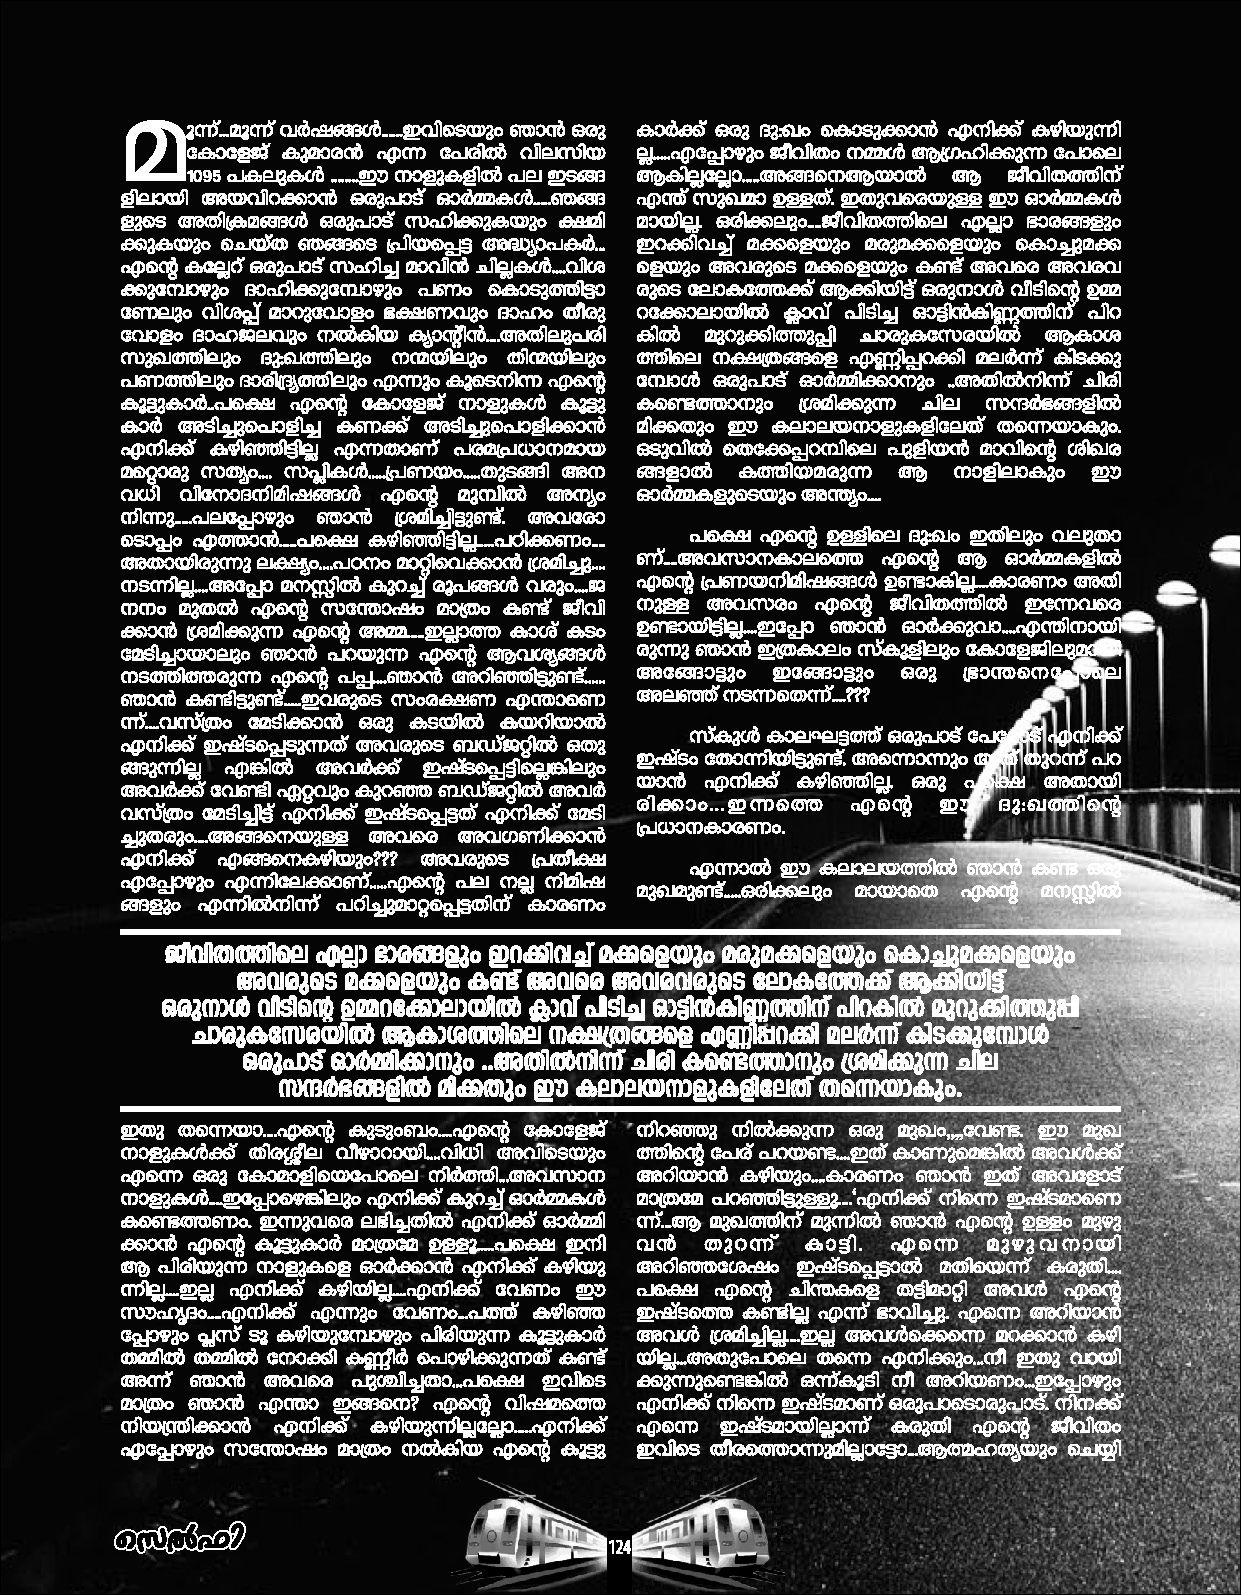 മൂന്ന്...മൂന്ന് വർഷങ്ങൾ.....ഇവിടെയും ഞാൻ ഒരു
കോളേജ് കുമാരൻ എന്ന പേരിൽ വിലസിയ
1095 പകലുകൾ ......ഈ നാളുകളിൽ പല ഇടങ്ങ
ളിലായി അയവിറക്കാൻ ഒരുപാട് ഓർമ്മകൾ.....ഞങ്ങ
ളുടെ അതിക്രമങ്ങൾ ഒരുപാട് സഹിക്കുകയും ക്ഷമി
ക്കുകയും ചെയ്ത ഞങ്ങടെ പ്രിയപ്പെട്ട അദ്ധ്യാപകർ...
എന്റെ കല്ലേറ് ഒരുപാട് സഹിച്ച മാവിൻ ചില്ലകൾ....വിശ
ക്കുമ്പോഴും ദാഹിക്കുമ്പോഴും പണം കൊടുത്തിട്ടാ
ണേലും വിശപ്പ് മാറുവോളം ഭക്ഷണവും ദാഹം തീരു
വോളം ദാഹജലവും നൽകിയ ക്യാന്റീൻ....അതിലുപരി
സുഖത്തിലും ദുഃഖത്തിലും നന്മയിലും തിന്മയിലും
പണത്തിലും ദാരിദ്ര്യത്തിലും എന്നും കൂടെനിന്ന എന്റെ
കൂട്ടുകാർ..പക്ഷെ എന്റെ കോളേജ് നാളുകൾ കൂട്ടു
കാർ അടിച്ചുപൊളിച്ച കണക്ക് അടിച്ചുപൊളിക്കാൻ
എനിക്ക് കഴിഞ്ഞിട്ടില്ല എന്നതാണ് പരമപ്രധാനമായ
മറ്റൊരു സത്യം.... സപ്ലികൾ.....പ്രണയം.....തുടങ്ങി അന
വധി വിനോദനിമിഷങ്ങൾ എന്റെ മുമ്പിൽ അന്യം
നിന്നു.....പലപ്പോഴും ഞാൻ ശ്രമിച്ചിട്ടുണ്ട്. അവരോ
ടൊപ്പം എത്താൻ.....പക്ഷെ കഴിഞ്ഞിട്ടില്ല.....പഠിക്കണം....
അതായിരുന്നു ലക്ഷ്യം....പഠനം മാറ്റിവെക്കാൻ ശ്രമിച്ചു....
നടന്നില്ല....അപ്പോ മനസ്സിൽ കുറച്ച് രൂപങ്ങൾ വരും....ജ
നനം മുതൽ എന്റെ സന്തോഷം മാത്രം കണ്ട് ജീവി
ക്കാൻ ശ്രമിക്കുന്ന എന്റെ അമ്മ.....ഇല്ലാത്ത കാശ് കടം
മേടിച്ചായാലും ഞാൻ പറയുന്ന എന്റെ ആവശ്യങ്ങൾ
നടത്തിത്തരുന്ന എന്റെ പപ്പ....ഞാൻ അറിഞ്ഞിട്ടുണ്ട്......
ഞാൻ കണ്ടിട്ടുണ്ട്.....ഇവരുടെ സംരക്ഷണ എന്താണെ
ന്ന്....വസ്ത്രം മേടിക്കാൻ ഒരു കടയിൽ കയറിയാൽ
എനിക്ക് ഇഷ്ടപ്പെടുന്നത് അവരുടെ ബഡ്ജറ്റിൽ ഒതു
ങ്ങുന്നില്ല എങ്കിൽ അവർക്ക് ഇഷ്ടപ്പെട്ടില്ലെങ്കിലും
അവർക്ക് വേണ്ടി ഏറ്റവും കുറഞ്ഞ ബഡ്ജറ്റിൽ അവർ
വസ്ത്രം മേടിച്ചിട്ട് എനിക്ക് ഇഷ്ടപ്പെട്ടത് എനിക്ക് മേടി
ച്ചുതരും....അങ്ങനെയുള്ള അവരെ അവഗണിക്കാൻ
എനിക്ക് എങ്ങനെകഴിയും??? അവരുടെ പ്രതീക്ഷ
എപ്പോഴും എന്നിലേക്കാണ്.....എന്റെ പല നല്ല നിമിഷ
ങ്ങളും എന്നിൽനിന്ന് പറിച്ചുമാറ്റപ്പെട്ടതിന് കാരണം
കാർക്ക് ഒരു ദുഃഖം കൊടുക്കാൻ എനിക്ക് കഴിയുന്നി
ല്ല.....എപ്പോഴും ജീവിതം നമ്മൾ ആഗ്രഹിക്കുന്ന പോലെ
ആകില്ലല്ലോ.....അങ്ങനെആയാൽ ആ ജീവിതത്തിന്
എന്ത് സുഖമാ ഉള്ളത്. ഇതുവരെയുള്ള ഈ ഓർമ്മകൾ
മായില്ല. ഒരിക്കലും...ജീവിതത്തിലെ എല്ലാ ഭാരങ്ങളും
ഇറക്കിവച്ച് മക്കളെയും മരുമക്കളെയും കൊച്ചുമക്ക
ളെയും അവരുടെ മക്കളെയും കണ്ട് അവരെ അവരവ
രുടെ ലോകത്തേക്ക് ആക്കിയിട്ട് ഒരുനാൾ വീടിന്റെ ഉമ്മ
റക്കോലായിൽ ക്ലാവ് പിടിച്ച ഓട്ടിൻകിണ്ണത്തിന് പിറ
കിൽ മുറുക്കിത്തുപ്പി ചാരുകസേരയിൽ ആകാശ
ത്തിലെ നക്ഷത്രങ്ങളെ എണ്ണിപ്പറക്കി മലർന്ന് കിടക്കു
മ്പോൾ ഒരുപാട് ഓർമ്മിക്കാനും ..അതിൽനിന്ന് ചിരി
കണ്ടെത്താനും ശ്രമിക്കുന്ന ചില സന്ദർഭങ്ങളിൽ
മിക്കതും ഈ കലാലയനാളുകളിലേത് തന്നെയാകും.
ഒടുവിൽ തെക്കേപ്പറമ്പിലെ പുളിയൻ മാവിന്റെ ശിഖര
ങ്ങളാൽ കത്തിയമരുന്ന ആ നാളിലാകും ഈ
ഓർമ്മകളുടെയും അന്ത്യം....
പക്ഷെ എന്റെ ഉള്ളിലെ ദുഃഖം ഇതിലും വലുതാ
ണ്....അവസാനകാലത്തെ എന്റെ ആ ഓർമ്മകളിൽ
എന്റെ പ്രണയനിമിഷങ്ങൾ ഉണ്ടാകില്ല....കാരണം അതി
നുള്ള അവസരം എന്റെ ജീവിതത്തിൽ ഇന്നേവരെ
ഉണ്ടായിട്ടില്ല....ഇപ്പോ ഞാൻ ഓർക്കുവാ....എന്തിനായി
രുന്നു ഞാൻ ഇത്രകാലം സ്കൂളിലും കോളേജിലുമായി
അങ്ങോട്ടും ഇങ്ങോട്ടും ഒരു ഭ്രാന്തനെപ്പോലെ
അലഞ്ഞ് നടന്നതെന്ന്....???
സ്കൂൾ കാലഘട്ടത്ത് ഒരുപാട് പേരോട് എനിക്ക്
ഇഷ്ടം തോന്നിയിട്ടുണ്ട്. അന്നൊന്നും അത് തുറന്ന് പറ
യാൻ എനിക്ക് കഴിഞ്ഞില്ല. ഒരു പക്ഷെ അതായി
രിക്കാം...ഇന്നത്തെ എന്റെ ഈ ദുഃഖത്തിന്റെ
പ്രധാനകാരണം.
എന്നാൽ ഈ കലാലയത്തിൽ ഞാൻ കണ്ട ഒരു
മുഖമുണ്ട്.....ഒരിക്കലും മായാതെ എന്റെ മനസ്സിൽ
ജീവിതത്തിലെ എല്ലാ ഭാരങ്ങളും ഇറക്കിവച്ച് മക്കളെയും മരുമക്കളെയും കൊച്ചുമക്കളെയും
അവരുടെ മക്കളെയും കണ്ട് അവരെ അവരവരുടെ ലോകത്തേക്ക് ആക്കിയിട്ട്
ഒരുനാൾ വീടിന്റെ ഉമ്മറക്കോലായിൽ ക്ലാവ് പിടിച്ച ഓട്ടിൻകിണ്ണത്തിന് പിറകിൽ മുറുക്കിത്തുപ്പി
ചാരുകസേരയിൽ ആകാശത്തിലെ നക്ഷത്രങ്ങളെ എണ്ണിപ്പറക്കി മലർന്ന് കിടക്കുമ്പോൾ
ഒരുപാട് ഓർമ്മിക്കാനും ..അതിൽനിന്ന് ചിരി കണ്ടെത്താനും ശ്രമിക്കുന്ന ചില
സന്ദർഭങ്ങളിൽ മിക്കതും ഈ കലാലയനാളുകളിലേത് തന്നെയാകും.
ഇതു തന്നെയാ....എന്റെ കുടുംബം....എന്റെ കോളേജ്
നാളുകൾക്ക് തിരശ്ശീല വീഴാറായി....വിധി അവിടെയും
എന്നെ ഒരു കോമാളിയെപോലെ നിർത്തി...അവസാന
നാളുകൾ....ഇപ്പോഴെങ്കിലും എനിക്ക് കുറച്ച് ഓർമ്മകൾ
കണ്ടെത്തണം. ഇന്നുവരെ ലഭിച്ചതിൽ എനിക്ക് ഓർമ്മി
ക്കാൻ എന്റെ കൂട്ടുകാർ മാത്രമേ ഉള്ളൂ.....പക്ഷെ ഇനി
ആ പിരിയുന്ന നാളുകളെ ഓർക്കാൻ എനിക്ക് കഴിയു
ന്നില്ല....ഇല്ല എനിക്ക് കഴിയില്ല....എനിക്ക് വേണം ഈ
സൗഹൃദം....എനിക്ക് എന്നും വേണം..പത്ത് കഴിഞ്ഞ
പ്പോഴും പ്ലസ് ടൂ കഴിയുമ്പോഴും പിരിയുന്ന കൂട്ടുകാർ
തമ്മിൽ തമ്മിൽ നോക്കി കണ്ണീർ പൊഴിക്കുന്നത് കണ്ട്
അന്ന് ഞാൻ അവരെ പുശ്ചിച്ചതാ...പക്ഷെ ഇവിടെ
മാത്രം ഞാൻ എന്താ ഇങ്ങനെ? എന്റെ വിഷമത്തെ
നിയന്ത്രിക്കാൻ എനിക്ക് കഴിയുന്നില്ലല്ലോ.....എനിക്ക്
എപ്പോഴും സന്തോഷം മാത്രം നൽകിയ എന്റെ കൂട്ടു
നിറഞ്ഞു നിൽക്കുന്ന ഒരു മുഖം,,,,വേണ്ട. ഈ മുഖ
ത്തിന്റെ പേര് പറയണ്ട....ഇത് കാണുമെങ്കിൽ അവൾക്ക്
അറിയാൻ കഴിയും....കാരണം ഞാൻ ഇത് അവളോട്
മാത്രമേ പറഞ്ഞിട്ടുള്ളൂ...'എനിക്ക് നിന്നെ ഇഷ്ടമാണെ
ന്ന്...ആ മുഖത്തിന് മുന്നിൽ ഞാൻ എന്റെ ഉള്ളം മുഴു
വൻ തുറന്ന് കാട്ടി. എന്നെ മുഴുവനായി
അറിഞ്ഞശേഷം ഇഷ്ടപ്പെട്ടാൽ മതിയെന്ന് കരുതി....
പക്ഷെ എന്റെ ചിന്തകളെ തട്ടിമാറ്റി അവൾ എന്റെ
ഇഷ്ടത്തെ കണ്ടില്ല എന്ന് ഭാവിച്ചു. എന്നെ അറിയാൻ
അവൾ ശ്രമിച്ചില്ല....ഇല്ല അവൾക്കെന്നെ മറക്കാൻ കഴി
യില്ല...അതുപോലെ തന്നെ എനിക്കും...നീ ഇതു വായി
ക്കുന്നുണ്ടെങ്കിൽ ഒന്ന്കൂടി നീ അറിയണം...ഇപ്പോഴും
എനിക്ക് നിന്നെ ഇഷ്ടമാണ് ഒരുപാടൊരുപാട്. നിനക്ക്
എന്നെ ഇഷ്ടമായില്ലാന്ന് കരുതി എന്റെ ജീവിതം
ഇവിടെ തീരത്തൊന്നുമില്ലാട്ടോ...ആത്മഹത്യയും ചെയ്യി
സെൽഫി
124